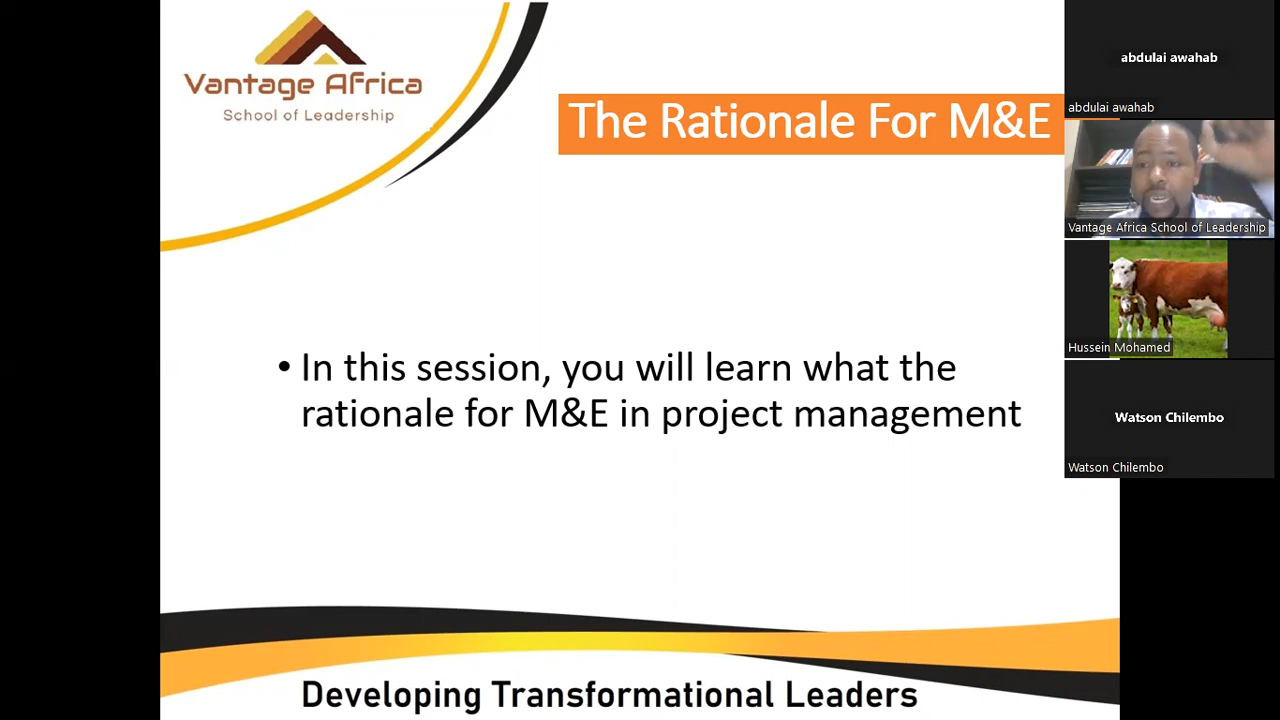 Vantage Africa
School of Leadership
The Rationale For M&E
• In this session, you will learn what the
rationale for M&E in project management
Developing Transformational Leaders
abdulai awahab
abdulai awahab
Vantage Africa School of Leadership
Hussein Mohamed
Watson Chilembo
Watson Chilembo